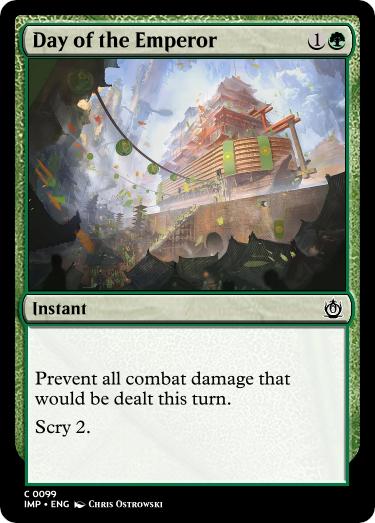 Day of the Emperor 1
Instant
Prevent all combat damage that
would be dealt this turn.
Scry 2.
C 0099
IMP • ENG Chris Ostrowski